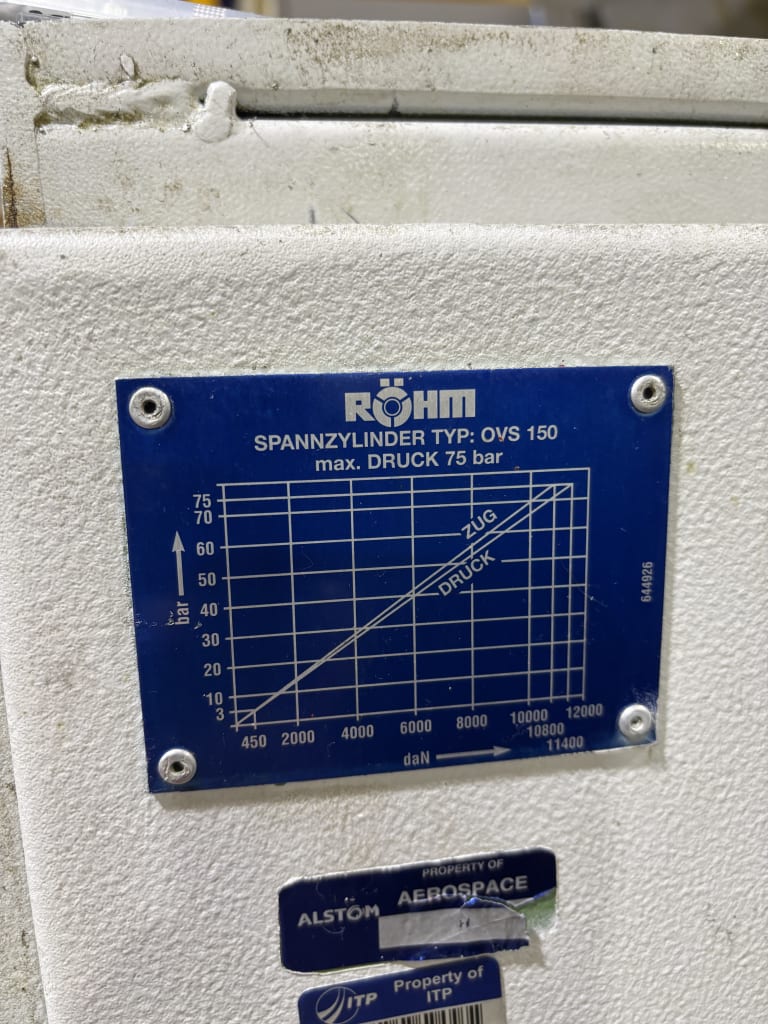 RÖHM
SPANNZYLINDER TYP: OVS 150
max. DRUCK 75 bar
75
70
60
50
40
30
20
10
3
bar
ZUG
DRUCK
644926
450 2000 4000 6000 8000 10000 12000
10800
11400
daN
PROPERTY OF
ALSTOM AEROSPACE
ITP Property of
ITP